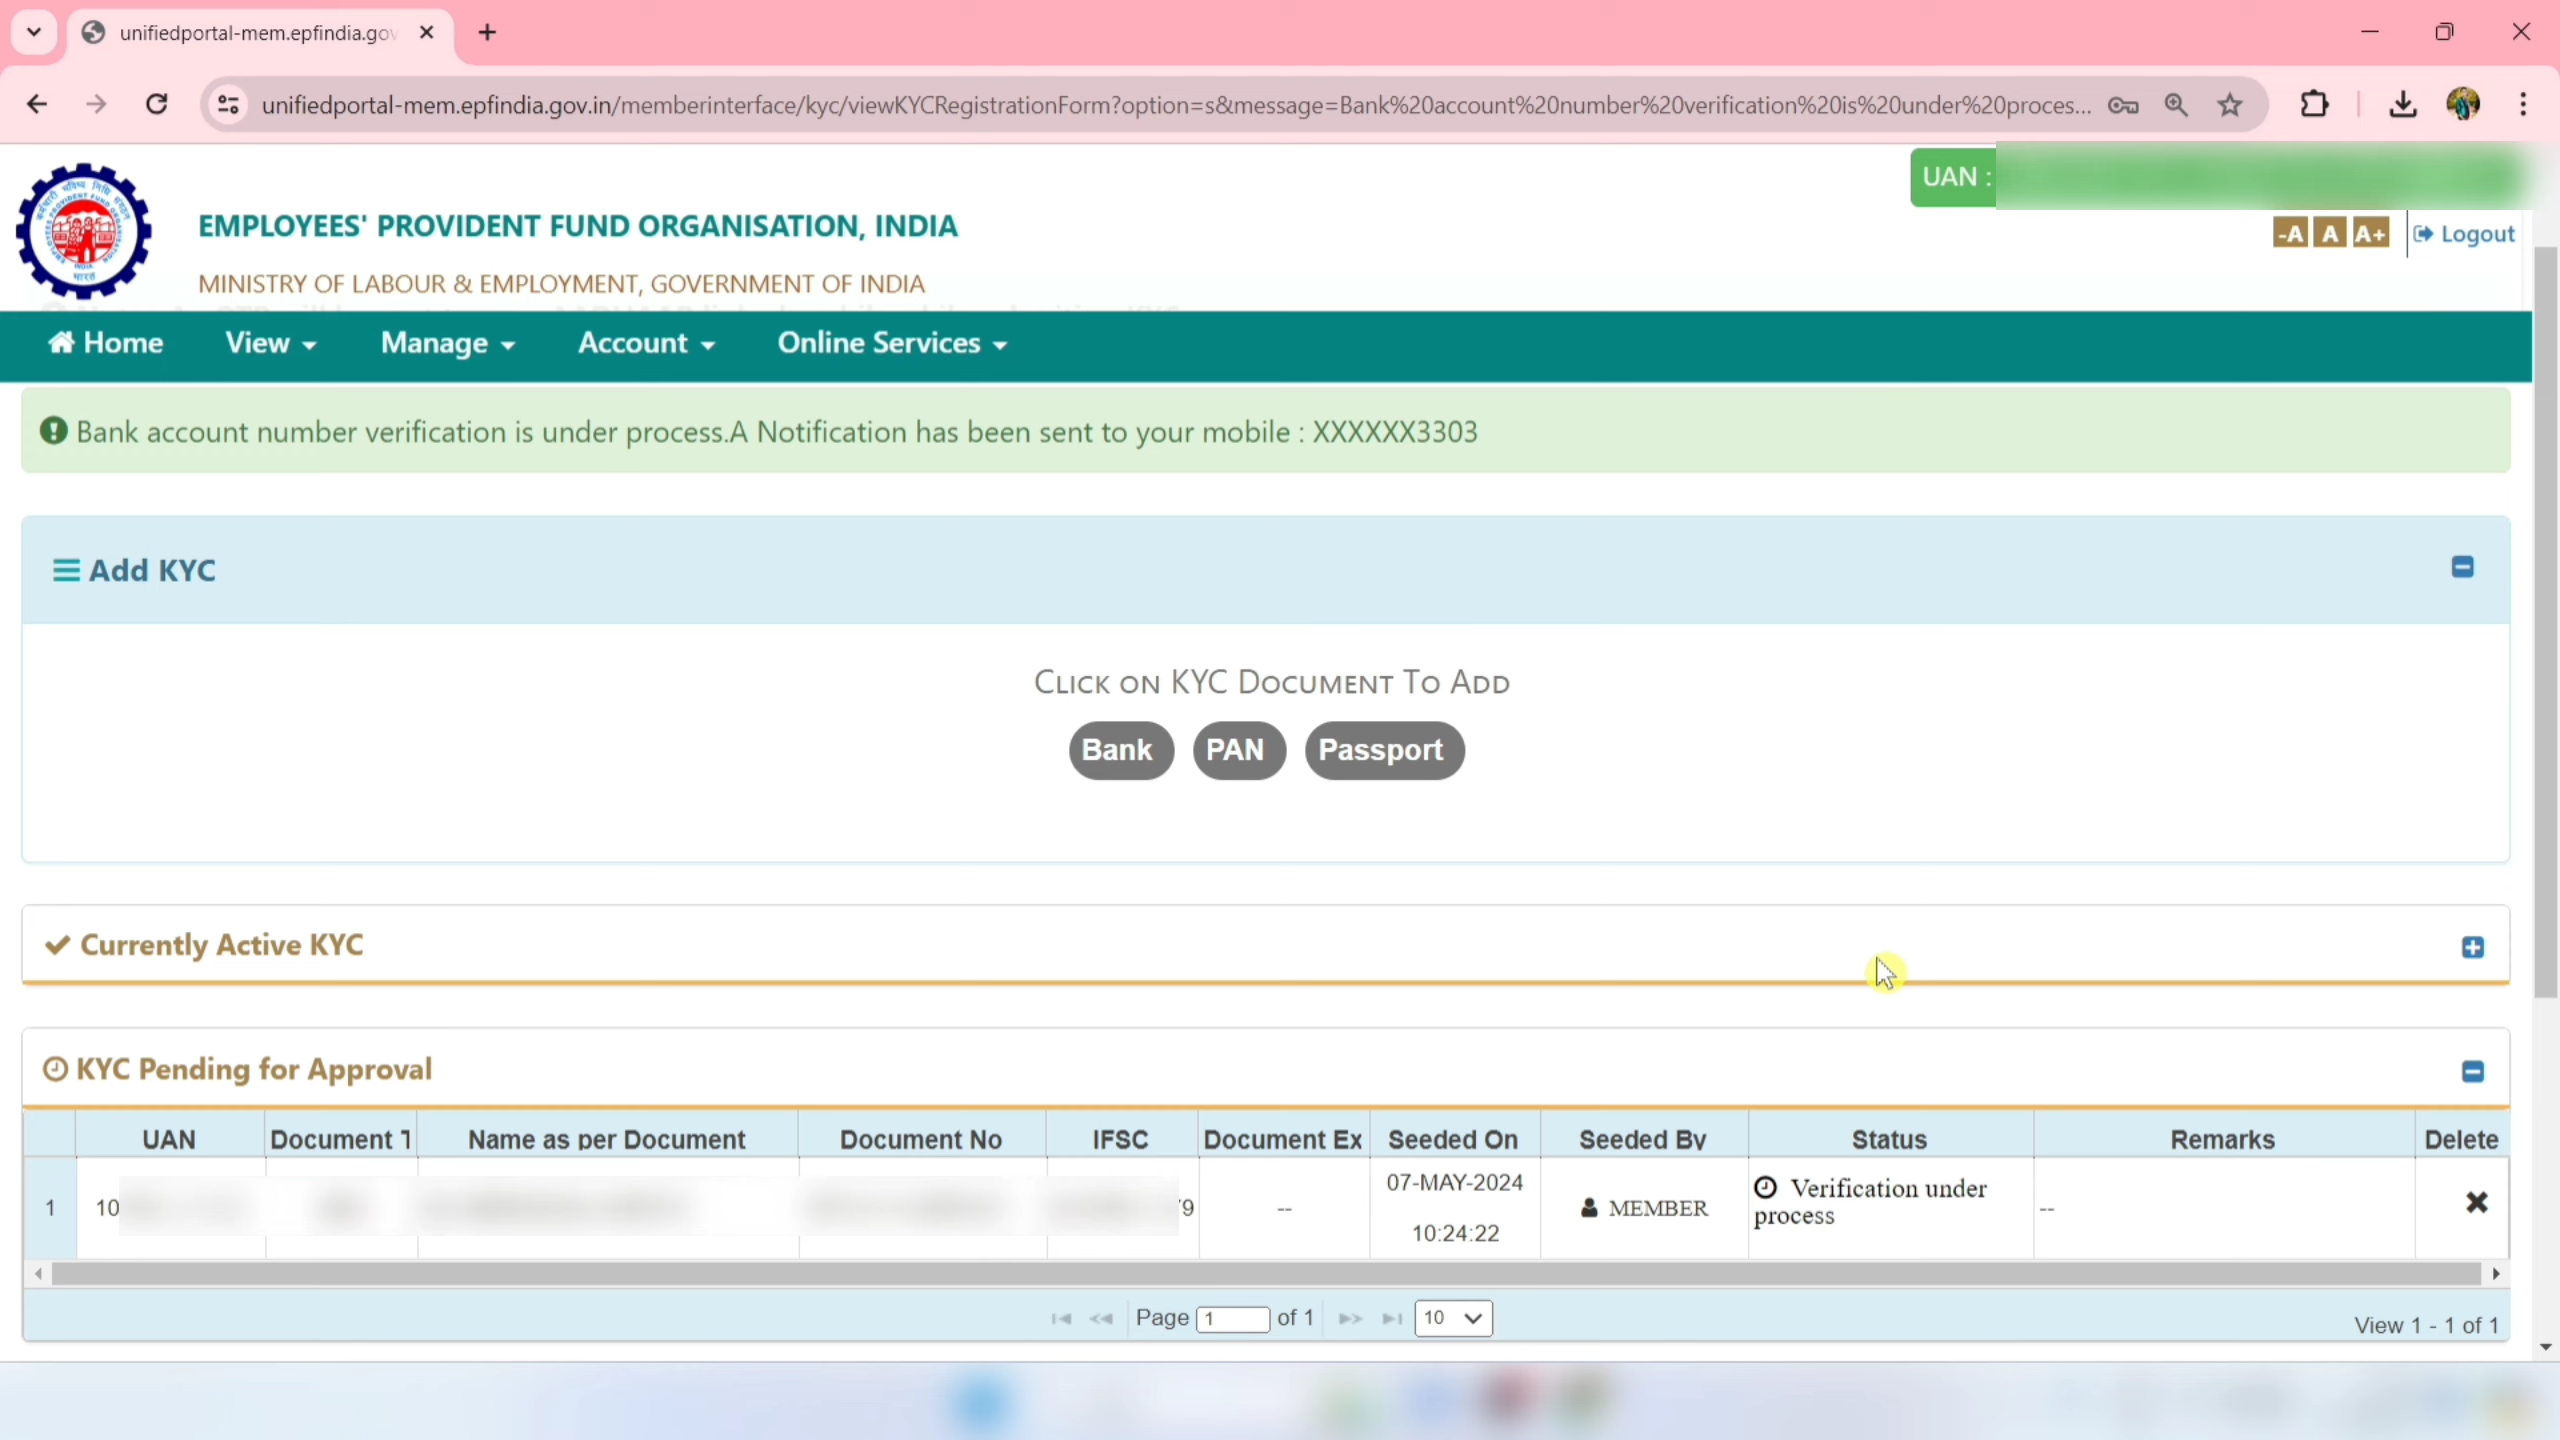 unifiedportal-mem.epfindia.gov
unifiedportal-mem.epfindia.gov.in/memberinterface/kyc/viewKYCRegistrationForm?option=s&message=Bank%20account%20number%20verification%20is%20under%20proces...
UAN :
EMPLOYEES' PROVIDENT FUND ORGANISATION, INDIA
-A A A+ Logout
MINISTRY OF LABOUR & EMPLOYMENT, GOVERNMENT OF INDIA
Home View Manage Account Online Services
Bank account number verification is under process.A Notification has been sent to your mobile : XXXXXX3303
Add KYC
CLICK ON KYC DOCUMENT TO ADD
Bank PAN Passport
Currently Active KYC
KYC Pending for Approval
UAN Document T Name as per Document Document No IFSC Document Ex Seeded On Seeded By Status Remarks Delete
1 10 9 -- 07-MAY-2024 10:24:22 MEMBER Verification under process --
Page 1 of 1 10 View 1 - 1 of 1